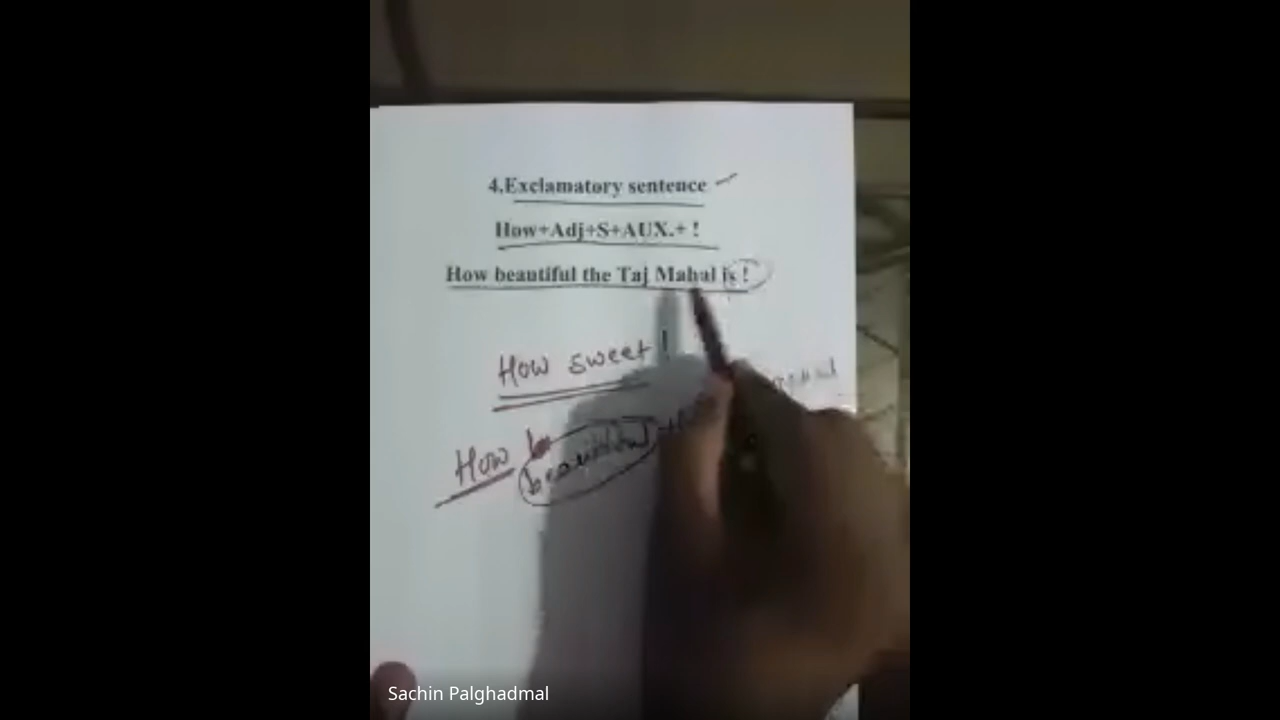 4.Exclamatory sentence
How+Adj+S+AUX.+ !
How beautiful the Taj Mahal is !
How sweet !
How beautiful
Sachin Palghadmal